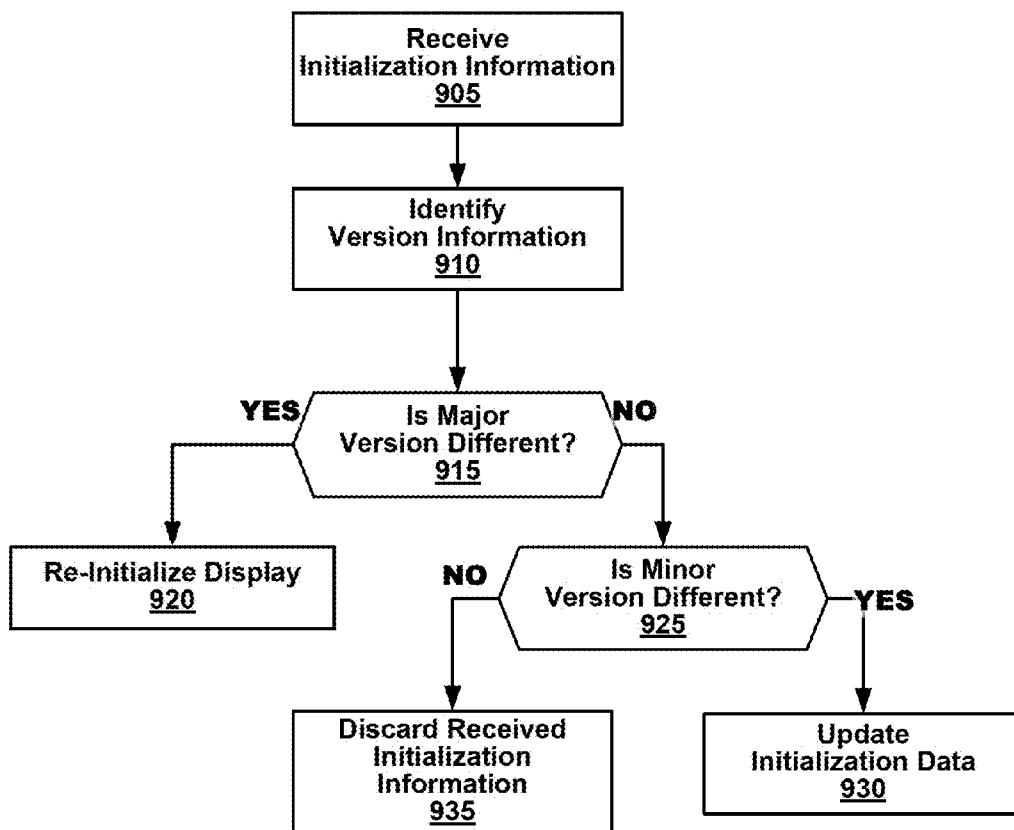 Receive
Initialization Information
905
Identify
Version Information
910
YES
Is Major
Version Different?
915
NO
Re-Initialize Display
920
NO
Is Minor
Version Different?
925
YES
Discard Received
Initialization
Information
935
Update
Initialization Data
930